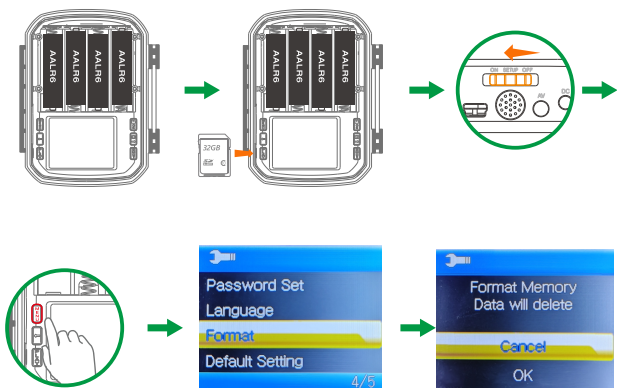 AALR6 AALR6 AALR6 AALR6
AALR6 AALR6 AALR6 AALR6
32GB
ON SETUP OFF
AV
DC
Password Set
Language
Format
Default Setting
4/5
Format Memory
Data will delete
Cancel
OK